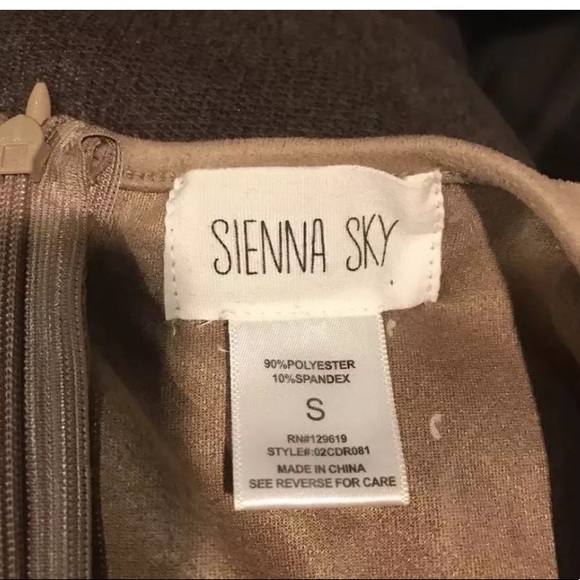 SIENNA SKY
90%POLYESTER
10%SPANDEX
S
RN#129619
STYLE#:02CDR081
MADE IN CHINA
SEE REVERSE FOR CARE